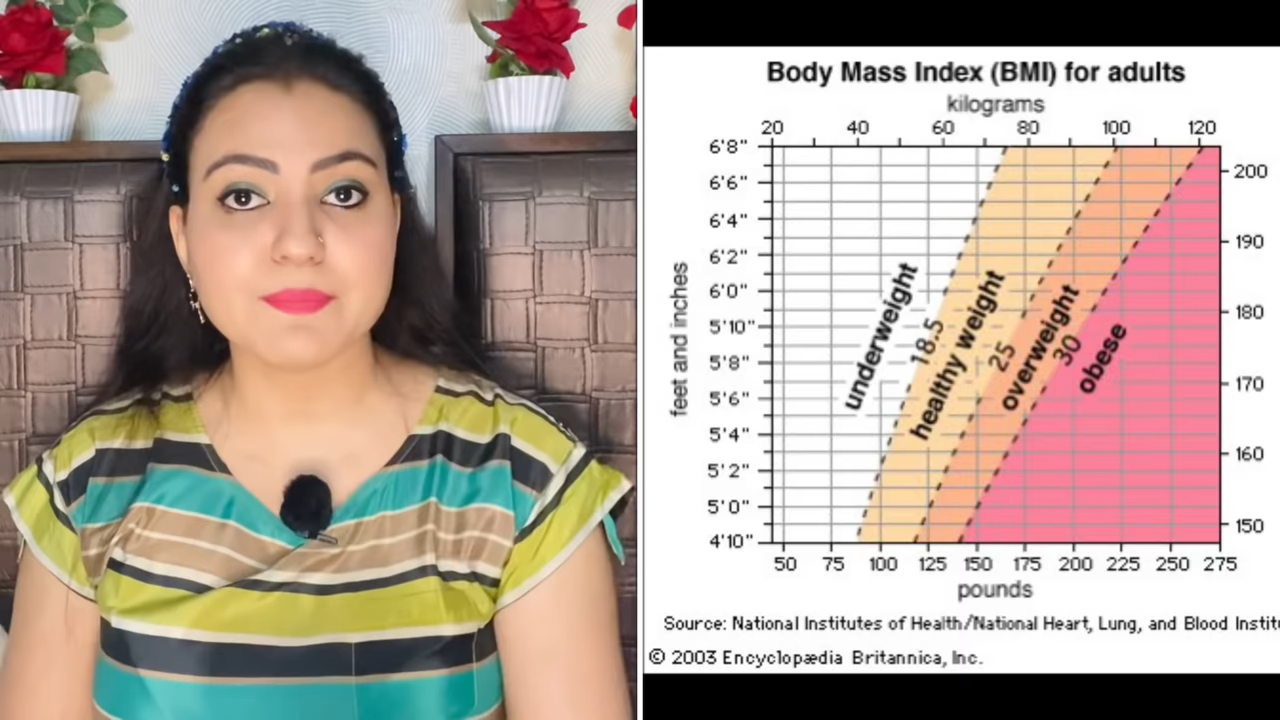 Body Mass Index (BMI) for adults
kilograms
20 40 60 80 100 120
6'8"
6'6"
6'4"
6'2"
6'0"
5'10"
5'8"
5'6"
5'4"
5'2"
5'0"
4'10"
feet and inches
underweight
18.5
healthy weight
25
overweight
30
obese
200
190
180
170
160
150
50 75 100 125 150 175 200 225 250 275
pounds
Source: National Institutes of Health/National Heart, Lung, and Blood Institu
© 2003 Encyclopædia Britannica, Inc.